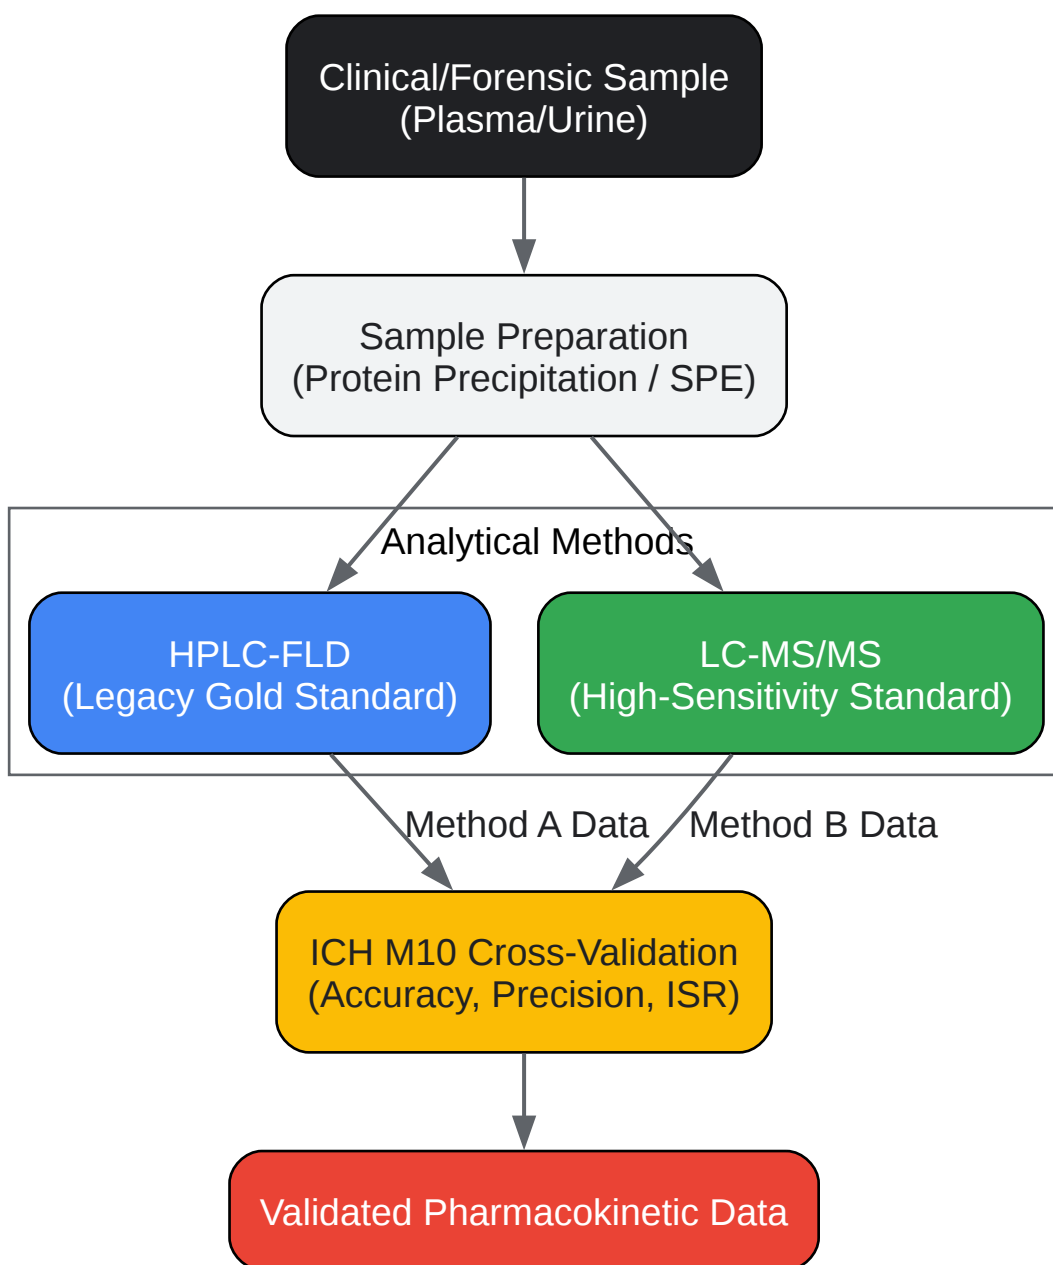 Clinical/Forensic Sample
(Plasma/Urine)
Sample Preparation
(Protein Precipitation / SPE)
Analytical Methods
HPLC-FLD
(Legacy Gold Standard)
LC-MS/MS
(High-Sensitivity Standard)
Method A Data
Method B Data
ICH M10 Cross-Validation
(Accuracy, Precision, ISR)
Validated Pharmacokinetic Data